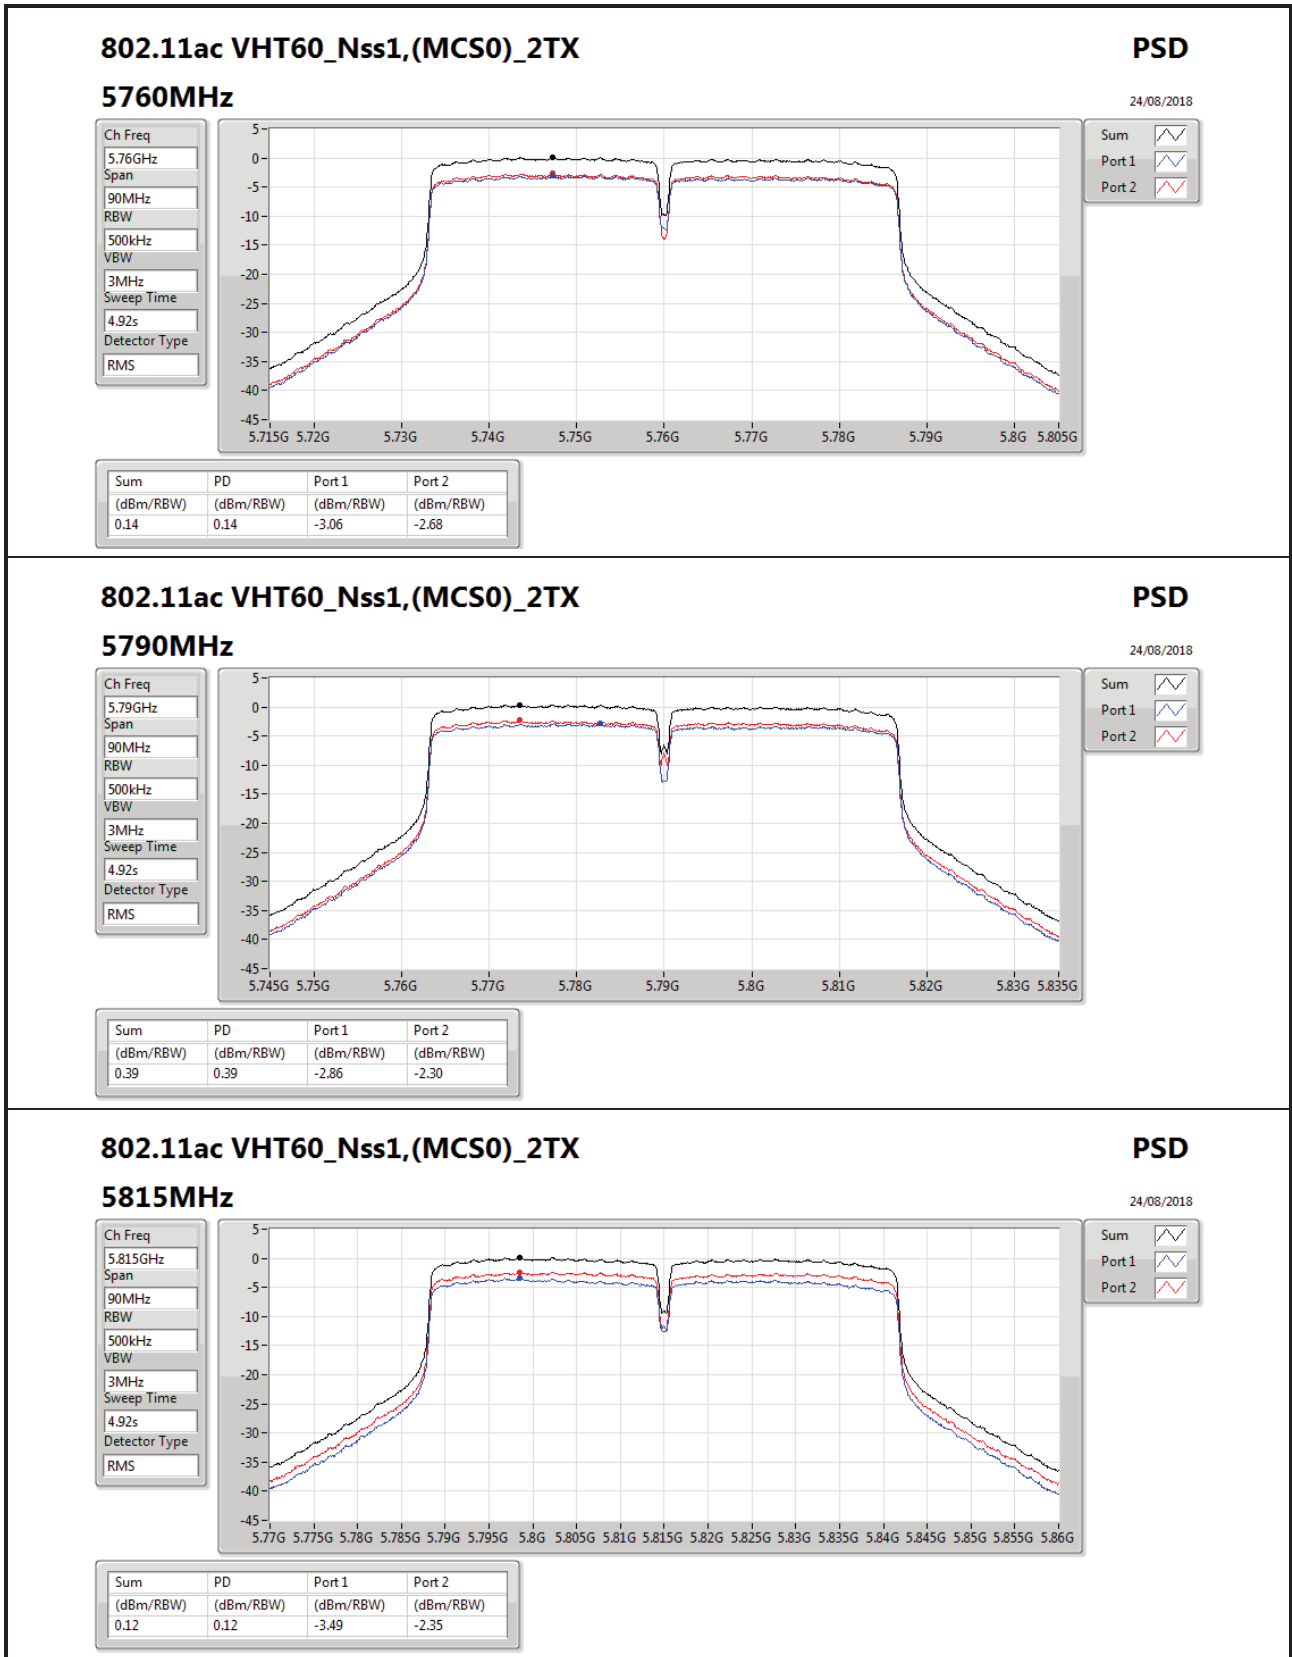 802.11ac VHT60_Nss1,(MCS0)_2TX PSD
5760MHz
24/08/2018
Ch Freq
5.76GHz
Span
90MHz
RBW
500kHz
VBW
3MHz
Sweep Time
4.92s
Detector Type
RMS
5
0
-5
-10
-15
-20
-25
-30
-35
-40
-45
5.715G 5.72G 5.73G 5.74G 5.75G 5.76G 5.77G 5.78G 5.79G 5.8G 5.805G
Sum
Port 1
Port 2
Sum PD Port 1 Port 2
(dBm/RBW) (dBm/RBW) (dBm/RBW) (dBm/RBW)
0.14 0.14 -3.06 -2.68
802.11ac VHT60_Nss1,(MCS0)_2TX PSD
5790MHz
24/08/2018
Ch Freq
5.79GHz
Span
90MHz
RBW
500kHz
VBW
3MHz
Sweep Time
4.92s
Detector Type
RMS
5
0
-5
-10
-15
-20
-25
-30
-35
-40
-45
5.745G 5.75G 5.76G 5.77G 5.78G 5.79G 5.8G 5.81G 5.82G 5.83G 5.835G
Sum
Port 1
Port 2
Sum PD Port 1 Port 2
(dBm/RBW) (dBm/RBW) (dBm/RBW) (dBm/RBW)
0.39 0.39 -2.86 -2.30
802.11ac VHT60_Nss1,(MCS0)_2TX PSD
5815MHz
24/08/2018
Ch Freq
5.815GHz
Span
90MHz
RBW
500kHz
VBW
3MHz
Sweep Time
4.92s
Detector Type
RMS
5
0
-5
-10
-15
-20
-25
-30
-35
-40
-45
5.77G 5.775G 5.78G 5.785G 5.79G 5.795G 5.8G 5.805G 5.81G 5.815G 5.82G 5.825G 5.83G 5.835G 5.84G 5.845G 5.85G 5.855G 5.86G
Sum
Port 1
Port 2
Sum PD Port 1 Port 2
(dBm/RBW) (dBm/RBW) (dBm/RBW) (dBm/RBW)
0.12 0.12 -3.49 -2.35